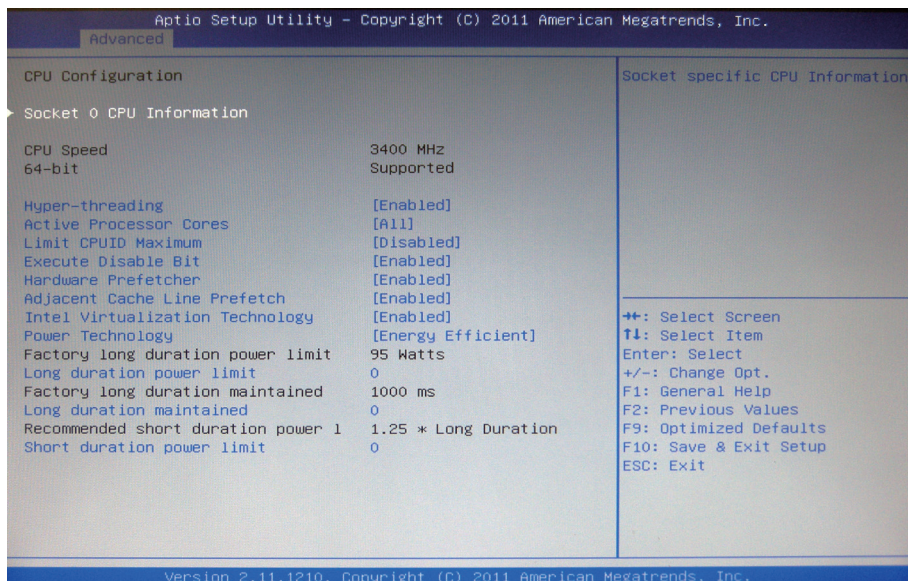 Aptio Setup Utility – Copyright (C) 2011 American Megatrends, Inc.
Advanced
CPU Configuration
Socket 0 CPU Information
CPU Speed 3400 MHz
64-bit Supported
Hyper-threading [Enabled]
Active Processor Cores [All]
Limit CPUID Maximum [Disabled]
Execute Disable Bit [Enabled]
Hardware Prefetcher [Enabled]
Adjacent Cache Line Prefetch [Enabled]
Intel Virtualization Technology [Enabled]
Power Technology [Energy Efficient]
Factory long duration power limit 95 Watts
Long duration power limit 0
Factory long duration maintained 1000 ms
Long duration maintained 0
Recommended short duration power l 1.25 * Long Duration
Short duration power limit 0
Socket specific CPU Information
→←: Select Screen
↑↓: Select Item
Enter: Select
+/-: Change Opt.
F1: General Help
F2: Previous Values
F9: Optimized Defaults
F10: Save & Exit Setup
ESC: Exit
Version 2.11.1210. Copyright (C) 2011 American Megatrends, Inc.